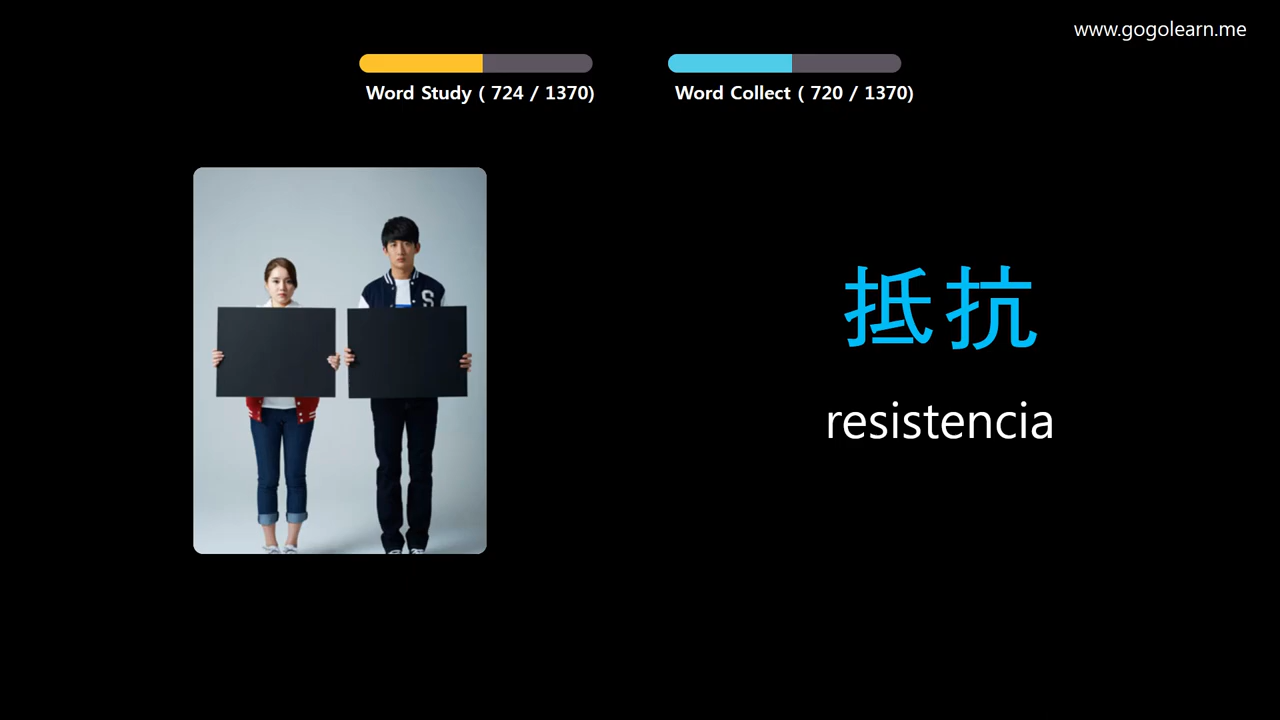 www.gogolearn.me
Word Study ( 724 / 1370)
Word Collect ( 720 / 1370)
S
抵抗
resistencia